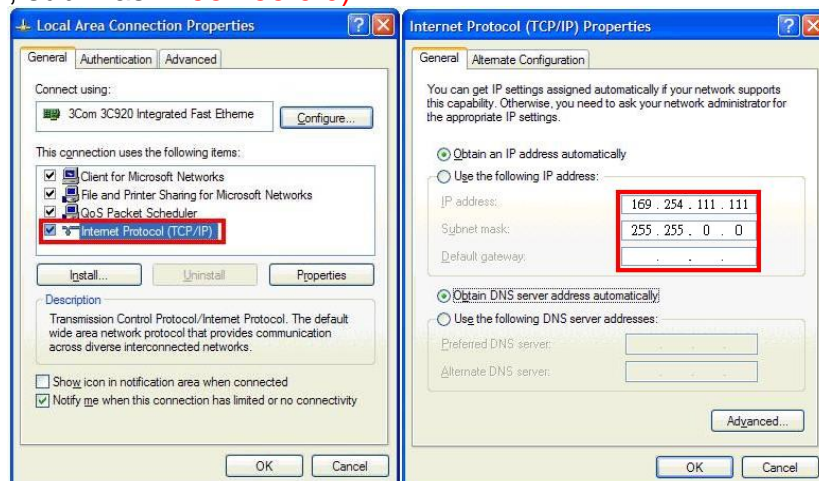 Local Area Connection Properties
General Authentication Advanced
Connect using:
3Com 3C920 Integrated Fast Etheme
Configure...
This connection uses the following items:
Client for Microsoft Networks
File and Printer Sharing for Microsoft Networks
QoS Packet Scheduler
Internet Protocol (TCP/IP)
Install... Uninstall Properties
Description
Transmission Control Protocol/Internet Protocol. The default
wide area network protocol that provides communication
across diverse interconnected networks.
Show icon in notification area when connected
Notify me when this connection has limited or no connectivity
OK Cancel
Internet Protocol (TCP/IP) Properties
General Alternate Configuration
You can get IP settings assigned automatically if your network supports
this capability. Otherwise, you need to ask your network administrator for
the appropriate IP settings.
Obtain an IP address automatically
Use the following IP address:
IP address: 169 . 254 . 111 . 111
Subnet mask: 255 . 255 . 0 . 0
Default gateway: . . .
Obtain DNS server address automatically
Use the following DNS server addresses:
Preferred DNS server: . . .
Alternate DNS server: . . .
Advanced...
OK Cancel